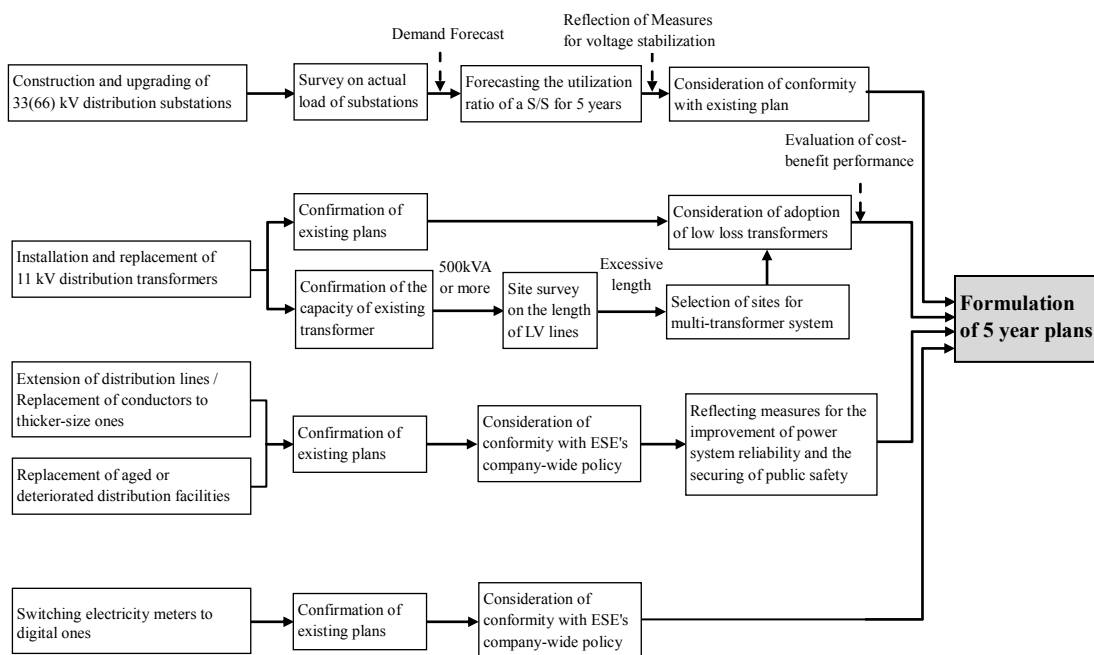 Demand Forecast
Reflection of Measures
for voltage stabilization
Construction and upgrading of
33(66) kV distribution substations
Survey on actual
load of substations
Forecasting the utilization
ratio of a S/S for 5 years
Consideration of conformity
with existing plan
Evaluation of cost-
benefit performance
Installation and replacement of
11 kV distribution transformers
Confirmation of
existing plans
Consideration of adoption
of low loss transformers
Confirmation of the
capacity of existing
transformer
500kVA
or more
Site survey
on the length
of LV lines
Excessive
length
Selection of sites for
multi-transformer system
Formulation
of 5 year plans
Extension of distribution lines /
Replacement of conductors to
thicker-size ones
Replacement of aged or
deteriorated distribution facilities
Confirmation of
existing plans
Consideration of
conformity with ESE's
company-wide policy
Reflecting measures for the
improvement of power
system reliability and the
securing of public safety
Switching electricity meters to
digital ones
Confirmation of
existing plans
Consideration of
conformity with ESE's
company-wide policy